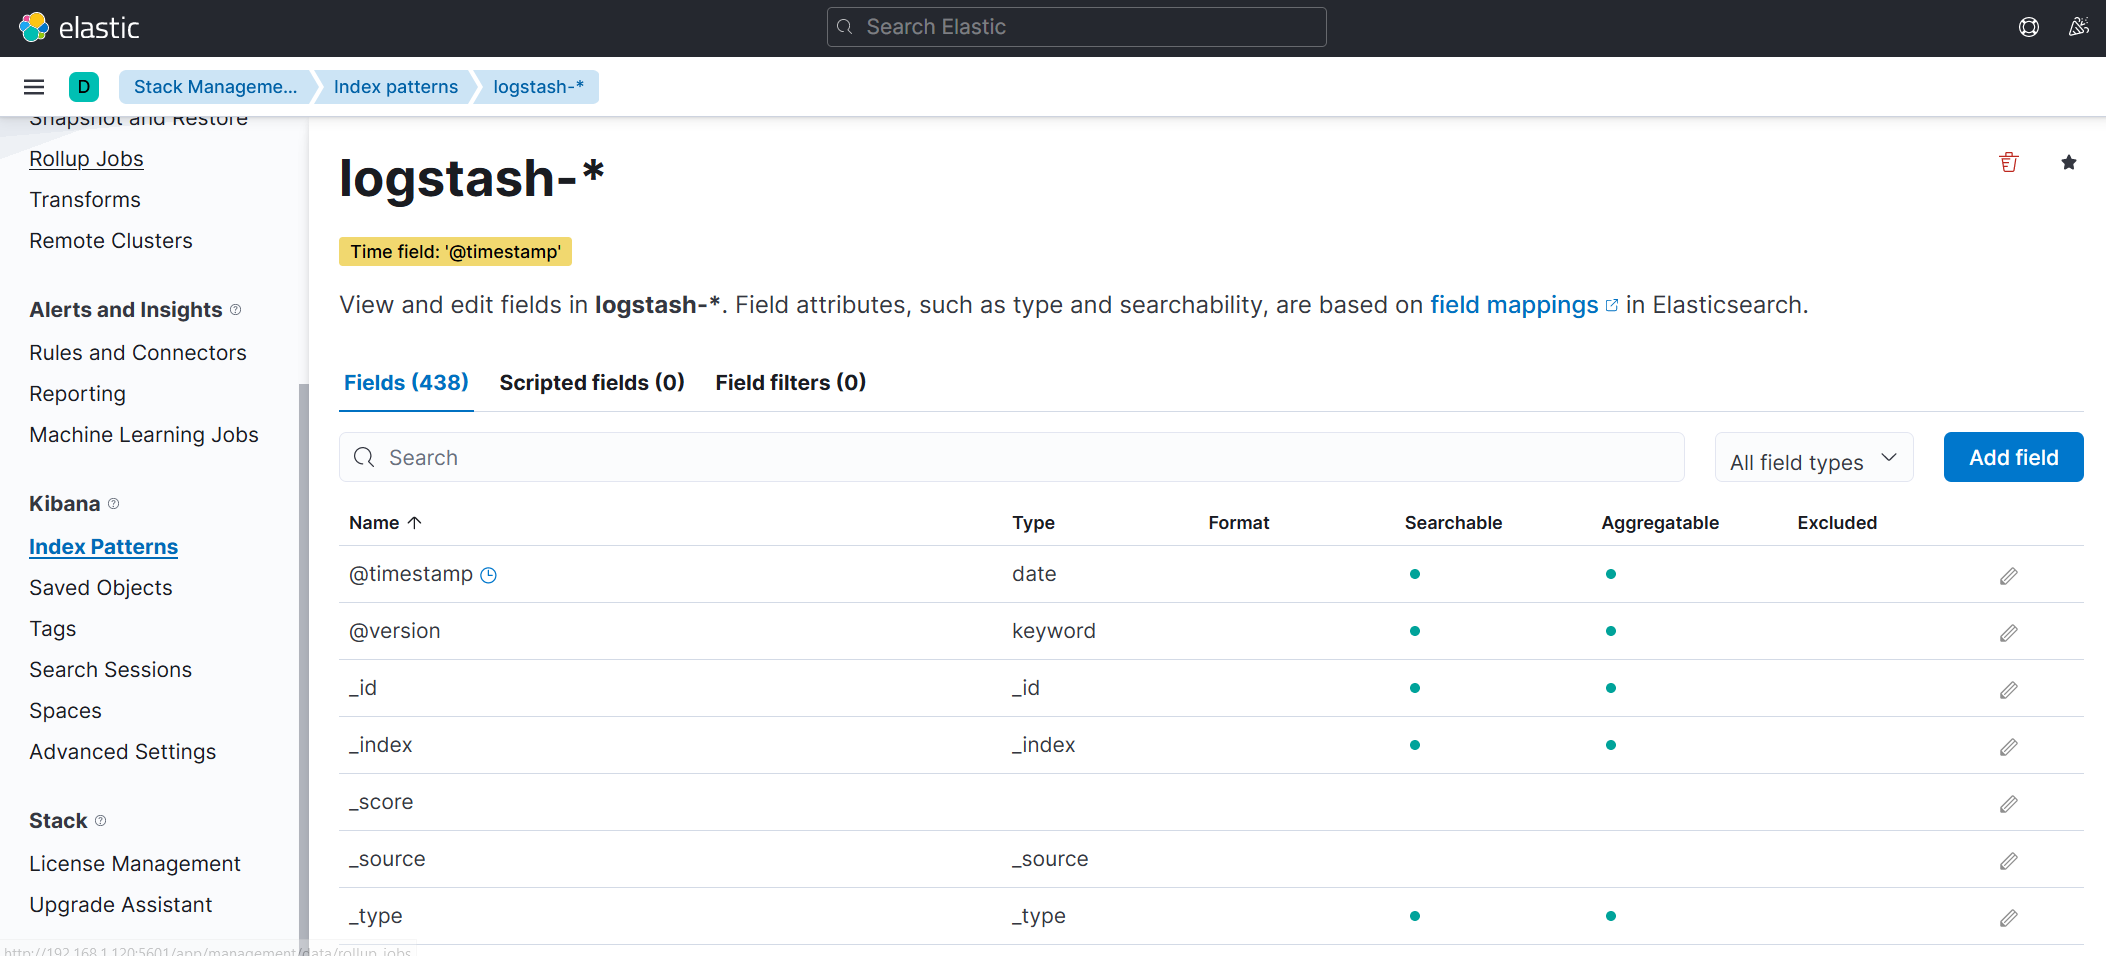 elastic
Search Elastic
D
Stack Manageme...
Index patterns
logstash-*
Snapshot and Restore
Rollup Jobs
Transforms
Remote Clusters
Alerts and Insights
Rules and Connectors
Reporting
Machine Learning Jobs
Kibana
Index Patterns
Saved Objects
Tags
Search Sessions
Spaces
Advanced Settings
Stack
License Management
Upgrade Assistant
http://192.168.1.120:5601/app/management/data/rollup_jobs
logstash-*
Time field: '@timestamp'
View and edit fields in logstash-*. Field attributes, such as type and searchability, are based on field mappings in Elasticsearch.
Fields (438) Scripted fields (0) Field filters (0)
Search
All field types
Add field
Name Type Format Searchable Aggregatable Excluded
@timestamp date
@version keyword
_id _id
_index _index
_score
_source _source
_type _type